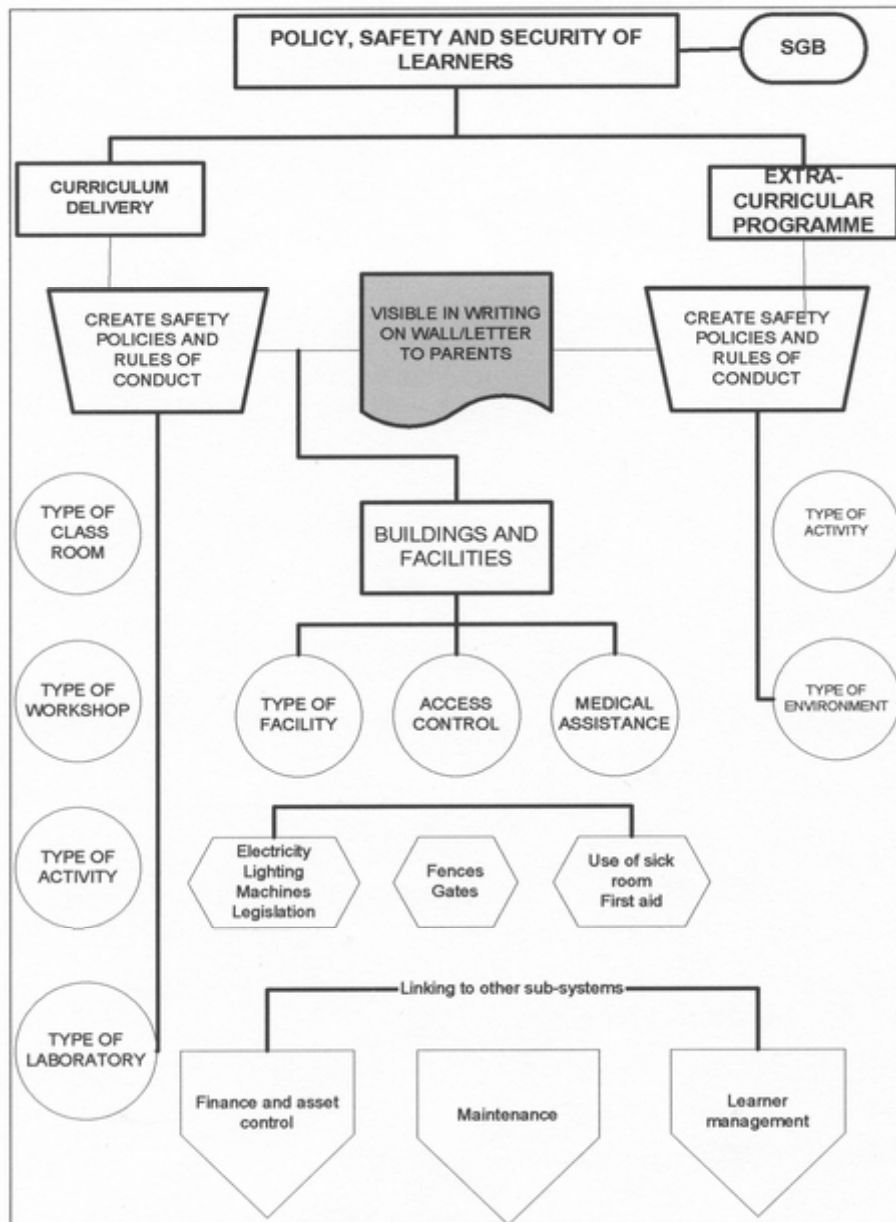 POLICY, SAFETY AND SECURITY OF
LEARNERS
SGB
CURRICULUM
DELIVERY
EXTRA-
CURRICULAR
PROGRAMME
CREATE SAFETY
POLICIES AND
RULES OF
CONDUCT
VISIBLE IN WRITING
ON WALL/LETTER
TO PARENTS
CREATE SAFETY
POLICIES AND
RULES OF
CONDUCT
TYPE OF
CLASS
ROOM
BUILDINGS AND
FACILITIES
TYPE OF
ACTIVITY
TYPE OF
WORKSHOP
TYPE OF
FACILITY
ACCESS
CONTROL
MEDICAL
ASSISTANCE
TYPE OF
ENVIRONMENT
TYPE OF
ACTIVITY
Electricity
Lighting
Machines
Legislation
Fences
Gates
Use of sick
room
First aid
Linking to other sub-systems
TYPE OF
LABORATORY
Finance and asset
control
Maintenance
Learner
management